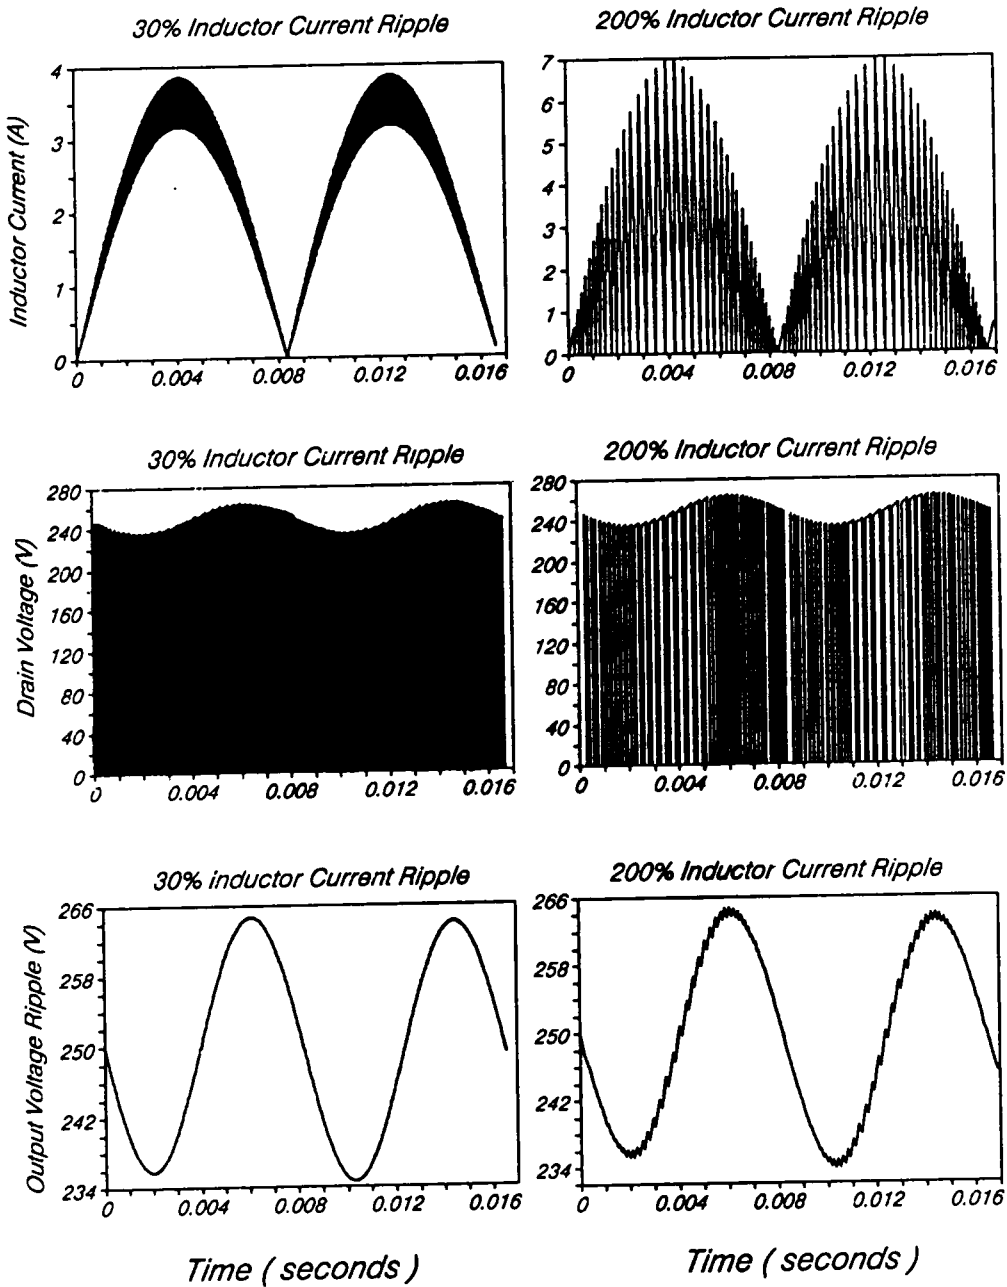 30% Inductor Current Ripple
200% Inductor Current Ripple
Inductor Current (A)
4
3
2
1
0
0 0.004 0.008 0.012 0.016
7
6
5
4
3
2
1
0
0 0.004 0.008 0.012 0.016
30% Inductor Current Ripple
200% Inductor Current Ripple
Drain Voltage (V)
280
240
200
160
120
80
40
0
0 0.004 0.008 0.012 0.016
280
240
200
160
120
80
40
0
0 0.004 0.008 0.012 0.016
30% inductor Current Ripple
200% Inductor Current Ripple
Output Voltage Ripple (V)
266
258
250
242
234
0 0.004 0.008 0.012 0.016
266
258
250
242
234
0 0.004 0.008 0.012 0.016
Time ( seconds )
Time ( seconds )